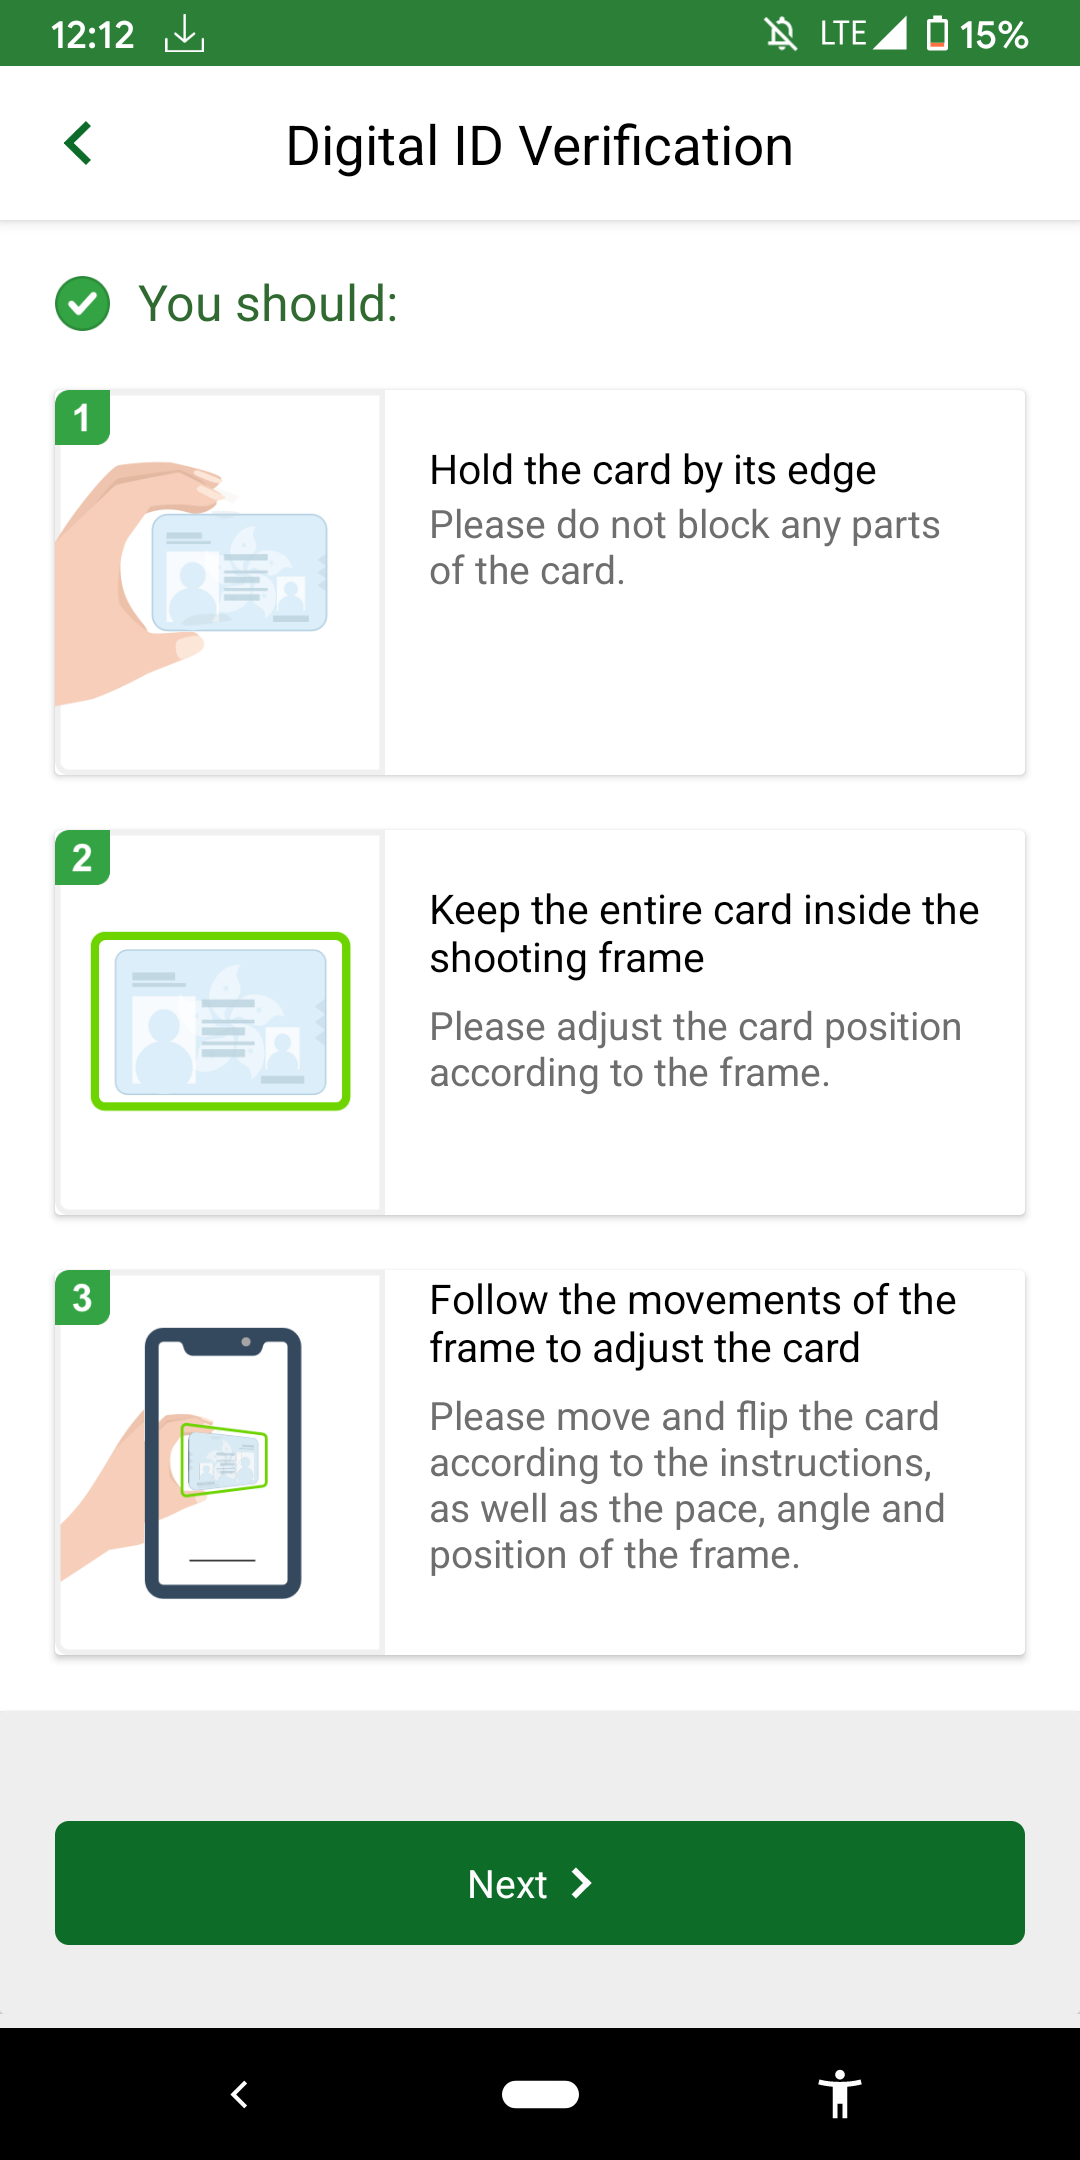 12:12 LTE 15%
Digital ID Verification
You should:
1
Hold the card by its edge
Please do not block any parts
of the card.
2
Keep the entire card inside the
shooting frame
Please adjust the card position
according to the frame.
3
Follow the movements of the
frame to adjust the card
Please move and flip the card
according to the instructions,
as well as the pace, angle and
position of the frame.
Next